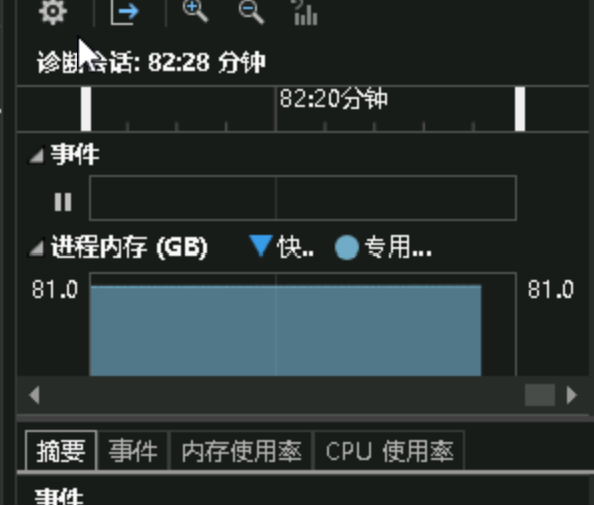 诊断会话: 82:28 分钟
82:20分钟
事件
进程内存 (GB) 快.. 专用...
81.0 81.0
摘要 事件 内存使用率 CPU 使用率
事件